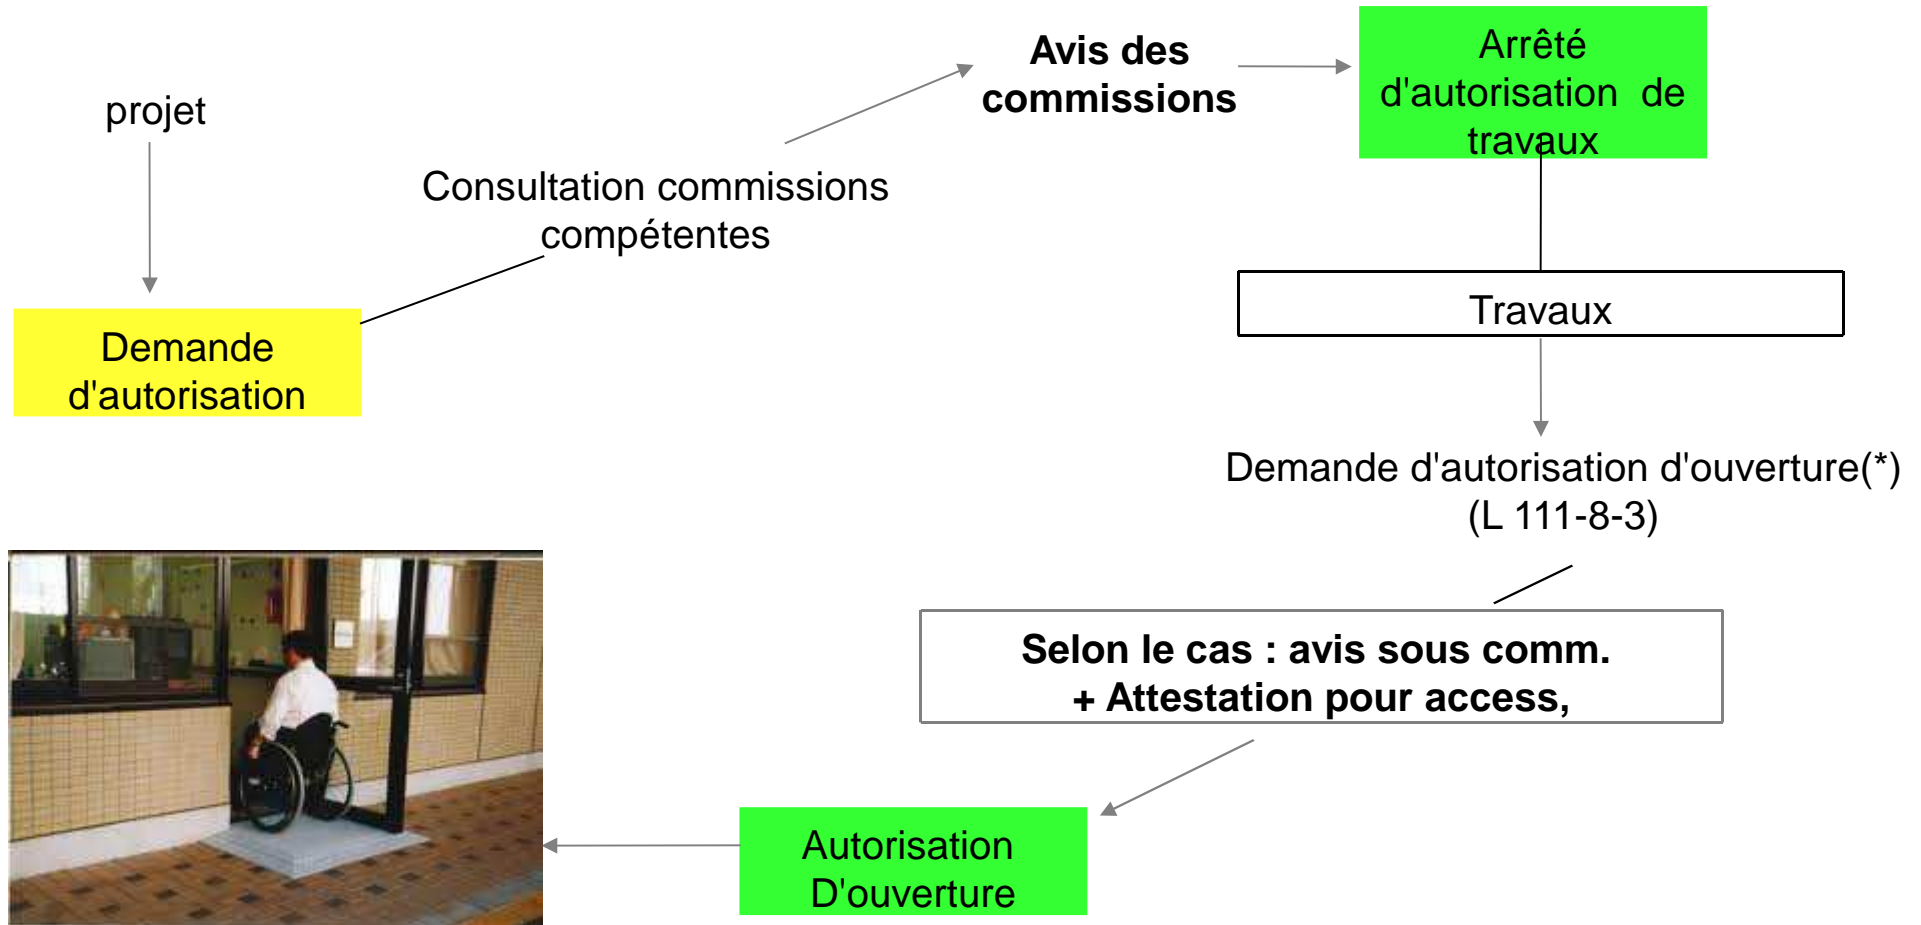 projet
Demande
d'autorisation
Consultation commissions
compétentes
Avis des
commissions
Arrêté
d'autorisation de
travaux
Travaux
Demande d'autorisation d'ouverture(*)
(L 111-8-3)
Selon le cas : avis sous comm.
+ Attestation pour access,
Autorisation
D'ouverture